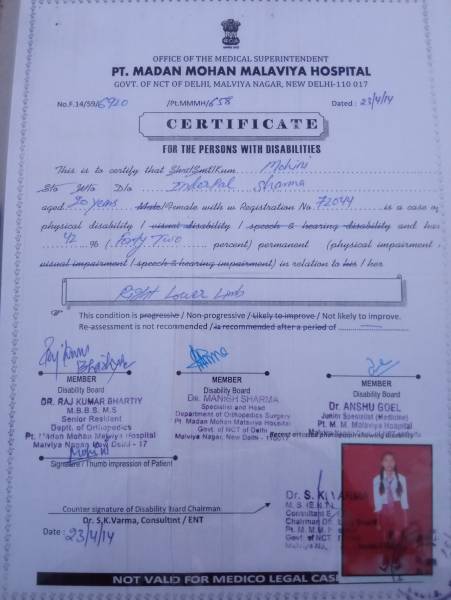 OFFICE OF THE MEDICAL SUPERINTENDENT
PT. MADAN MOHAN MALAVIYA HOSPITAL
GOVT. OF NCT OF DELHI, MALVIYA NAGAR, NEW DELHI-110 017
No.F.14/59/6920 /Pt.MMMH/658 Dated : 23/4/14
CERTIFICATE
FOR THE PERSONS WITH DISABILITIES
This is to certify that Shri/Smt/Kum Mohini
S/o W/o D/o Inderpal Sharma
aged 20 years Male/Female with w Registration No 72044 is a case of
physical disability / visual disability / speech & hearing disability and has
42 % (Forty Two percent) permanent (physical impairment /
visual impairment / speech & hearing impairment) in relation to his / her
Right Lower Limb
This condition is progressive / Non-progressive / Likely to improve / Not likely to improve.
Re-assessment is not recommended / is recommended after a period of
MEMBER MEMBER MEMBER
Disability Board Disability Board Disability Board
DR. RAJ KUMAR BHARTIY
M.B.B.S. M.S
Senior Resident
Deptt. of Orthopedics
Pt. Madan Mohan Malviya Hospital
Malviya Nagar New Delhi - 17
DR. MANISH SHARMA
Specialist and Head
Department of Orthopedics Surgery
Pt. Madan Mohan Malaviya Hospital
Govt. of NCT of Delhi
Malviya Nagar, New Delhi - 110017
Dr. ANSHU GOEL
Junior Specialist (Medicine)
Pt. M. M. Malaviya Hospital
Mohini
Signature / Thumb impression of Patient
Counter signature of Disability Board Chairman
Dr. S.K.Varma, Consultnt / ENT
Date : 23/4/14
Dr. S. K. VARMA
NOT VALID FOR MEDICO LEGAL CASE